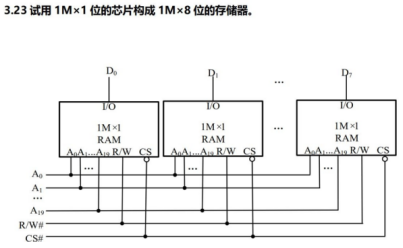 3.23 试用 1M×1 位的芯片构成 1M×8 位的存储器。
D₀ D₁ … D₇
I/O I/O I/O
1M×1 1M×1 … 1M×1
RAM RAM RAM
A₀A₁…A₁₉ R/W CS A₀A₁…A₁₉ R/W CS A₀A₁…A₁₉ R/W CS
A₀ … … …
A₁
…
A₁₉
R/W#
CS#